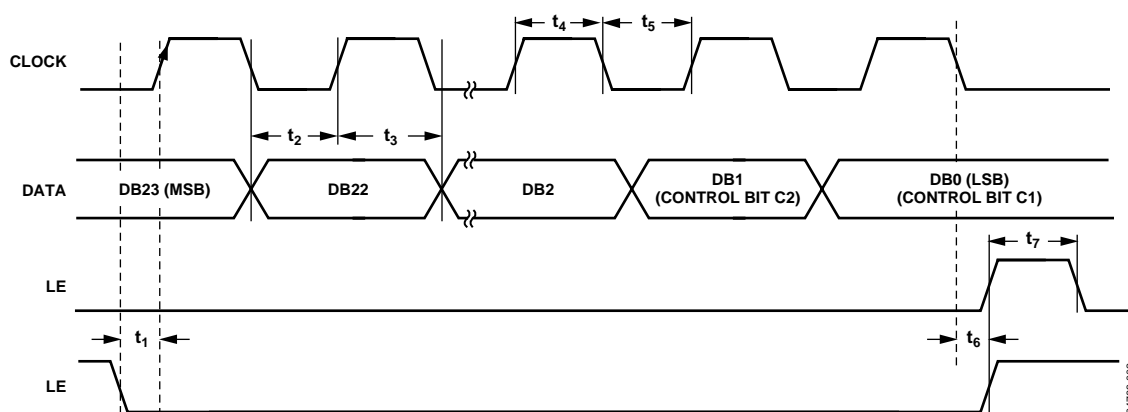 t4
t5
CLOCK
t2
t3
DATA
DB23 (MSB)
DB22
DB2
DB1
(CONTROL BIT C2)
DB0 (LSB)
(CONTROL BIT C1)
t7
LE
t1
t6
LE